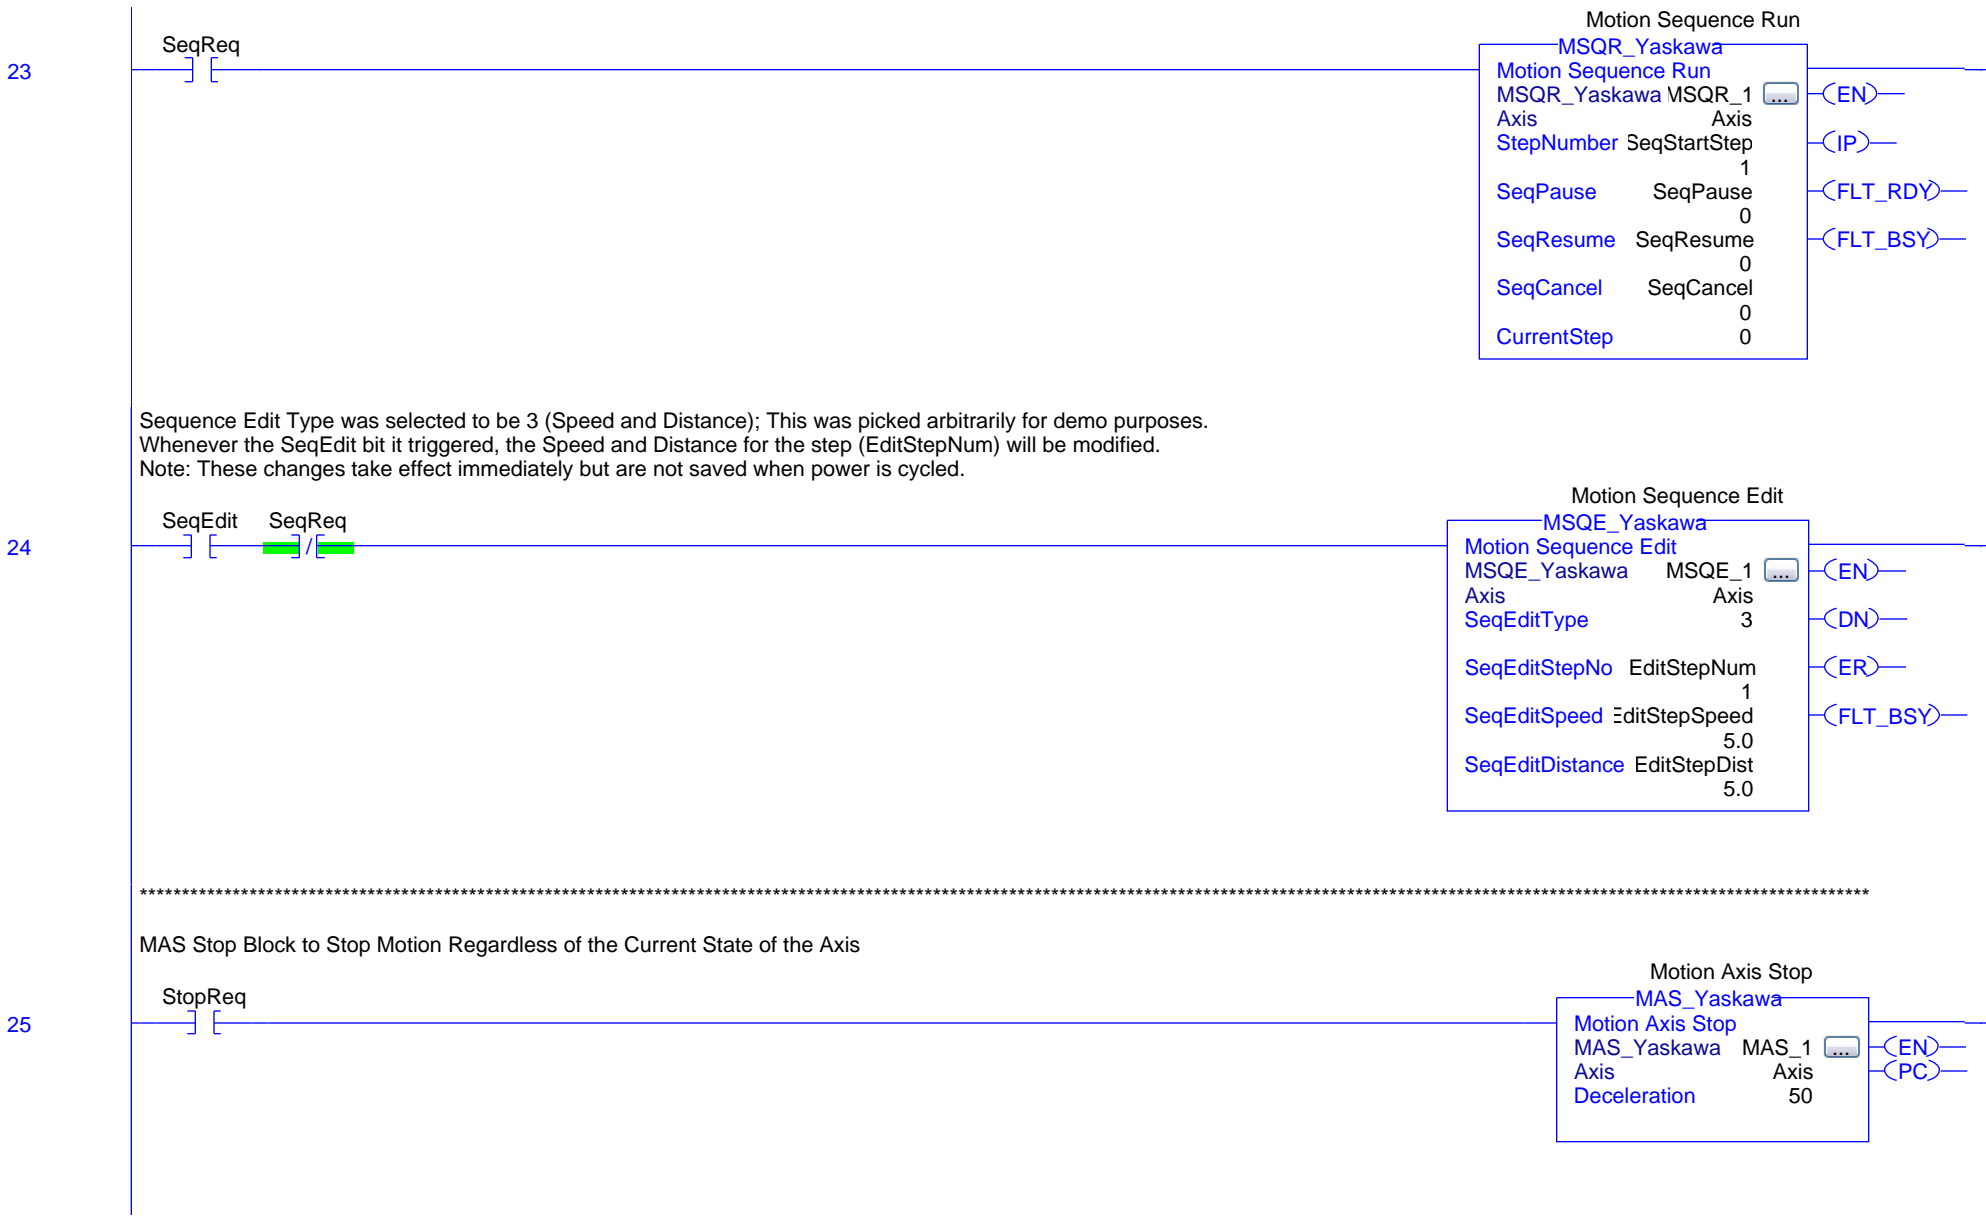 Motion Sequence Run
SeqReq
MSQR_Yaskawa
23
Motion Sequence Run
MSQR_Yaskawa MSQR_1 ... EN
Axis Axis
StepNumber SeqStartStep IP
1
SeqPause SeqPause FLT_RDY
0
SeqResume SeqResume FLT_BSY
0
SeqCancel SeqCancel
0
CurrentStep 0
Sequence Edit Type was selected to be 3 (Speed and Distance); This was picked arbitrarily for demo purposes.
Whenever the SeqEdit bit it triggered, the Speed and Distance for the step (EditStepNum) will be modified.
Note: These changes take effect immediately but are not saved when power is cycled.
Motion Sequence Edit
SeqEdit SeqReq
MSQE_Yaskawa
24
Motion Sequence Edit
MSQE_Yaskawa MSQE_1 ... EN
Axis Axis
SeqEditType 3 DN
SeqEditStepNo EditStepNum ER
1
SeqEditSpeed EditStepSpeed FLT_BSY
5.0
SeqEditDistance EditStepDist
5.0
MAS Stop Block to Stop Motion Regardless of the Current State of the Axis
Motion Axis Stop
StopReq
MAS_Yaskawa
25
Motion Axis Stop
MAS_Yaskawa MAS_1 ... EN
Axis Axis PC
Deceleration 50